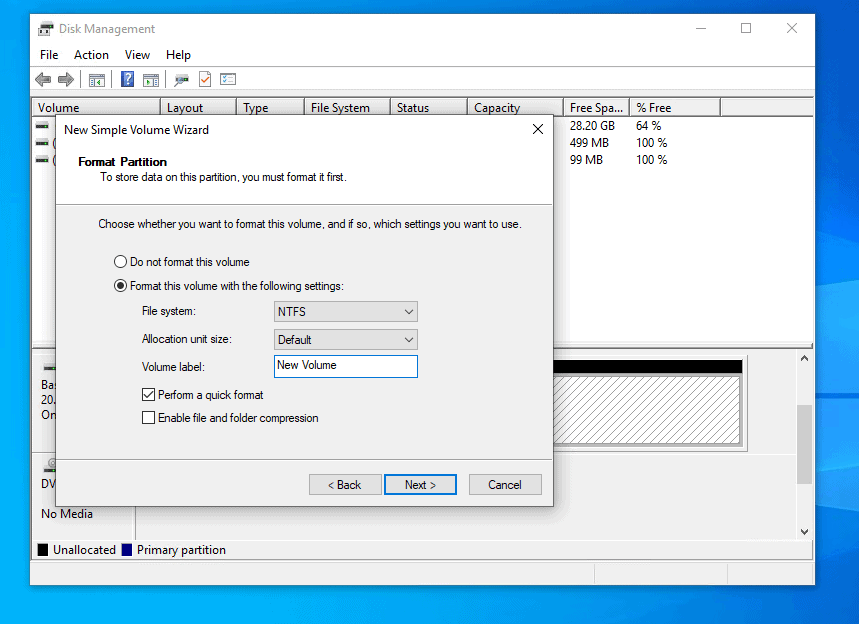 Disk Management
File Action View Help
Volume Layout Type File System Status Capacity Free Spa... % Free
28.20 GB 64 %
499 MB 100 %
99 MB 100 %
New Simple Volume Wizard
Format Partition
To store data on this partition, you must format it first.
Choose whether you want to format this volume, and if so, which settings you want to use.
Do not format this volume
Format this volume with the following settings:
File system: NTFS
Allocation unit size: Default
Volume label: New Volume
Perform a quick format
Enable file and folder compression
< Back Next > Cancel
Ba
20.
On
DV
No Media
Unallocated Primary partition